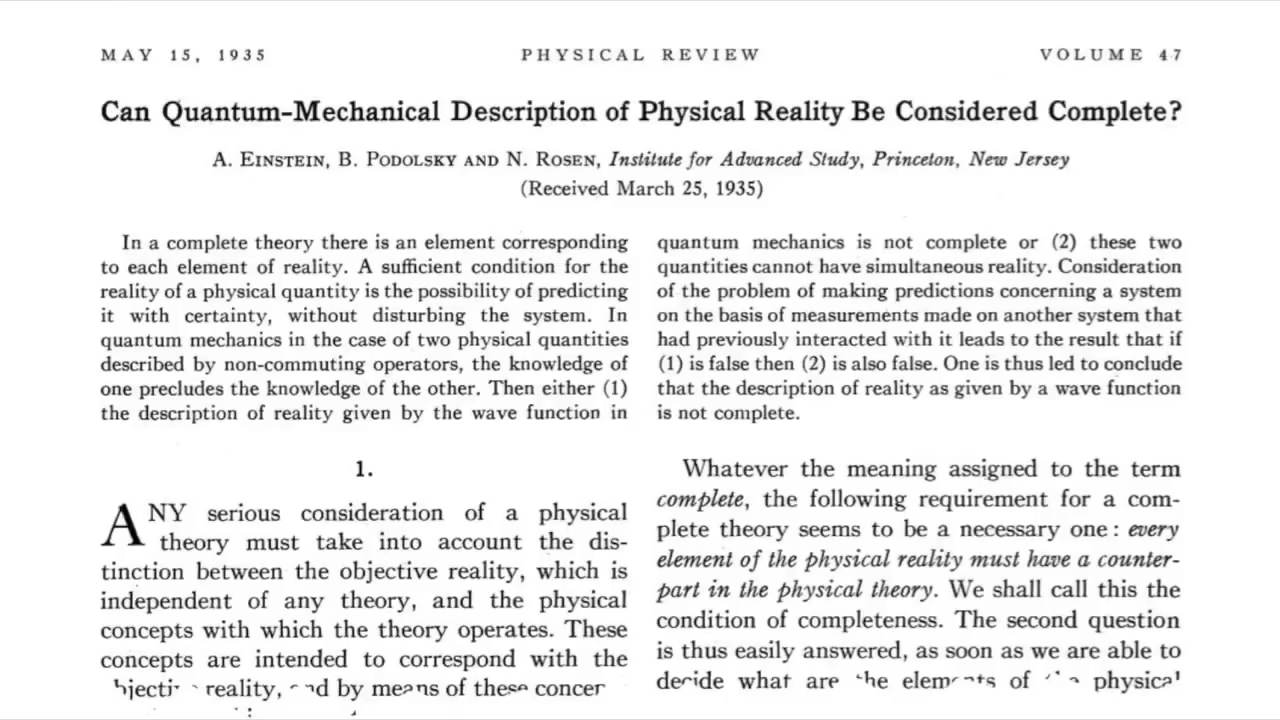 MAY 15, 1935 PHYSICAL REVIEW VOLUME 47
Can Quantum-Mechanical Description of Physical Reality Be Considered Complete?
A. EINSTEIN, B. PODOLSKY AND N. ROSEN, Institute for Advanced Study, Princeton, New Jersey
(Received March 25, 1935)
In a complete theory there is an element corresponding
to each element of reality. A sufficient condition for the
reality of a physical quantity is the possibility of predicting
it with certainty, without disturbing the system. In
quantum mechanics in the case of two physical quantities
described by non-commuting operators, the knowledge of
one precludes the knowledge of the other. Then either (1)
the description of reality given by the wave function in
quantum mechanics is not complete or (2) these two
quantities cannot have simultaneous reality. Consideration
of the problem of making predictions concerning a system
on the basis of measurements made on another system that
had previously interacted with it leads to the result that if
(1) is false then (2) is also false. One is thus led to conclude
that the description of reality as given by a wave function
is not complete.
1.
ANY serious consideration of a physical
theory must take into account the dis-
tinction between the objective reality, which is
independent of any theory, and the physical
concepts with which the theory operates. These
concepts are intended to correspond with the
reality, by means of these
Whatever the meaning assigned to the term
complete, the following requirement for a com-
plete theory seems to be a necessary one: every
element of the physical reality must have a counter-
part in the physical theory. We shall call this the
condition of completeness. The second question
is thus easily answered, as soon as we are able to
decide what are the elements of physical